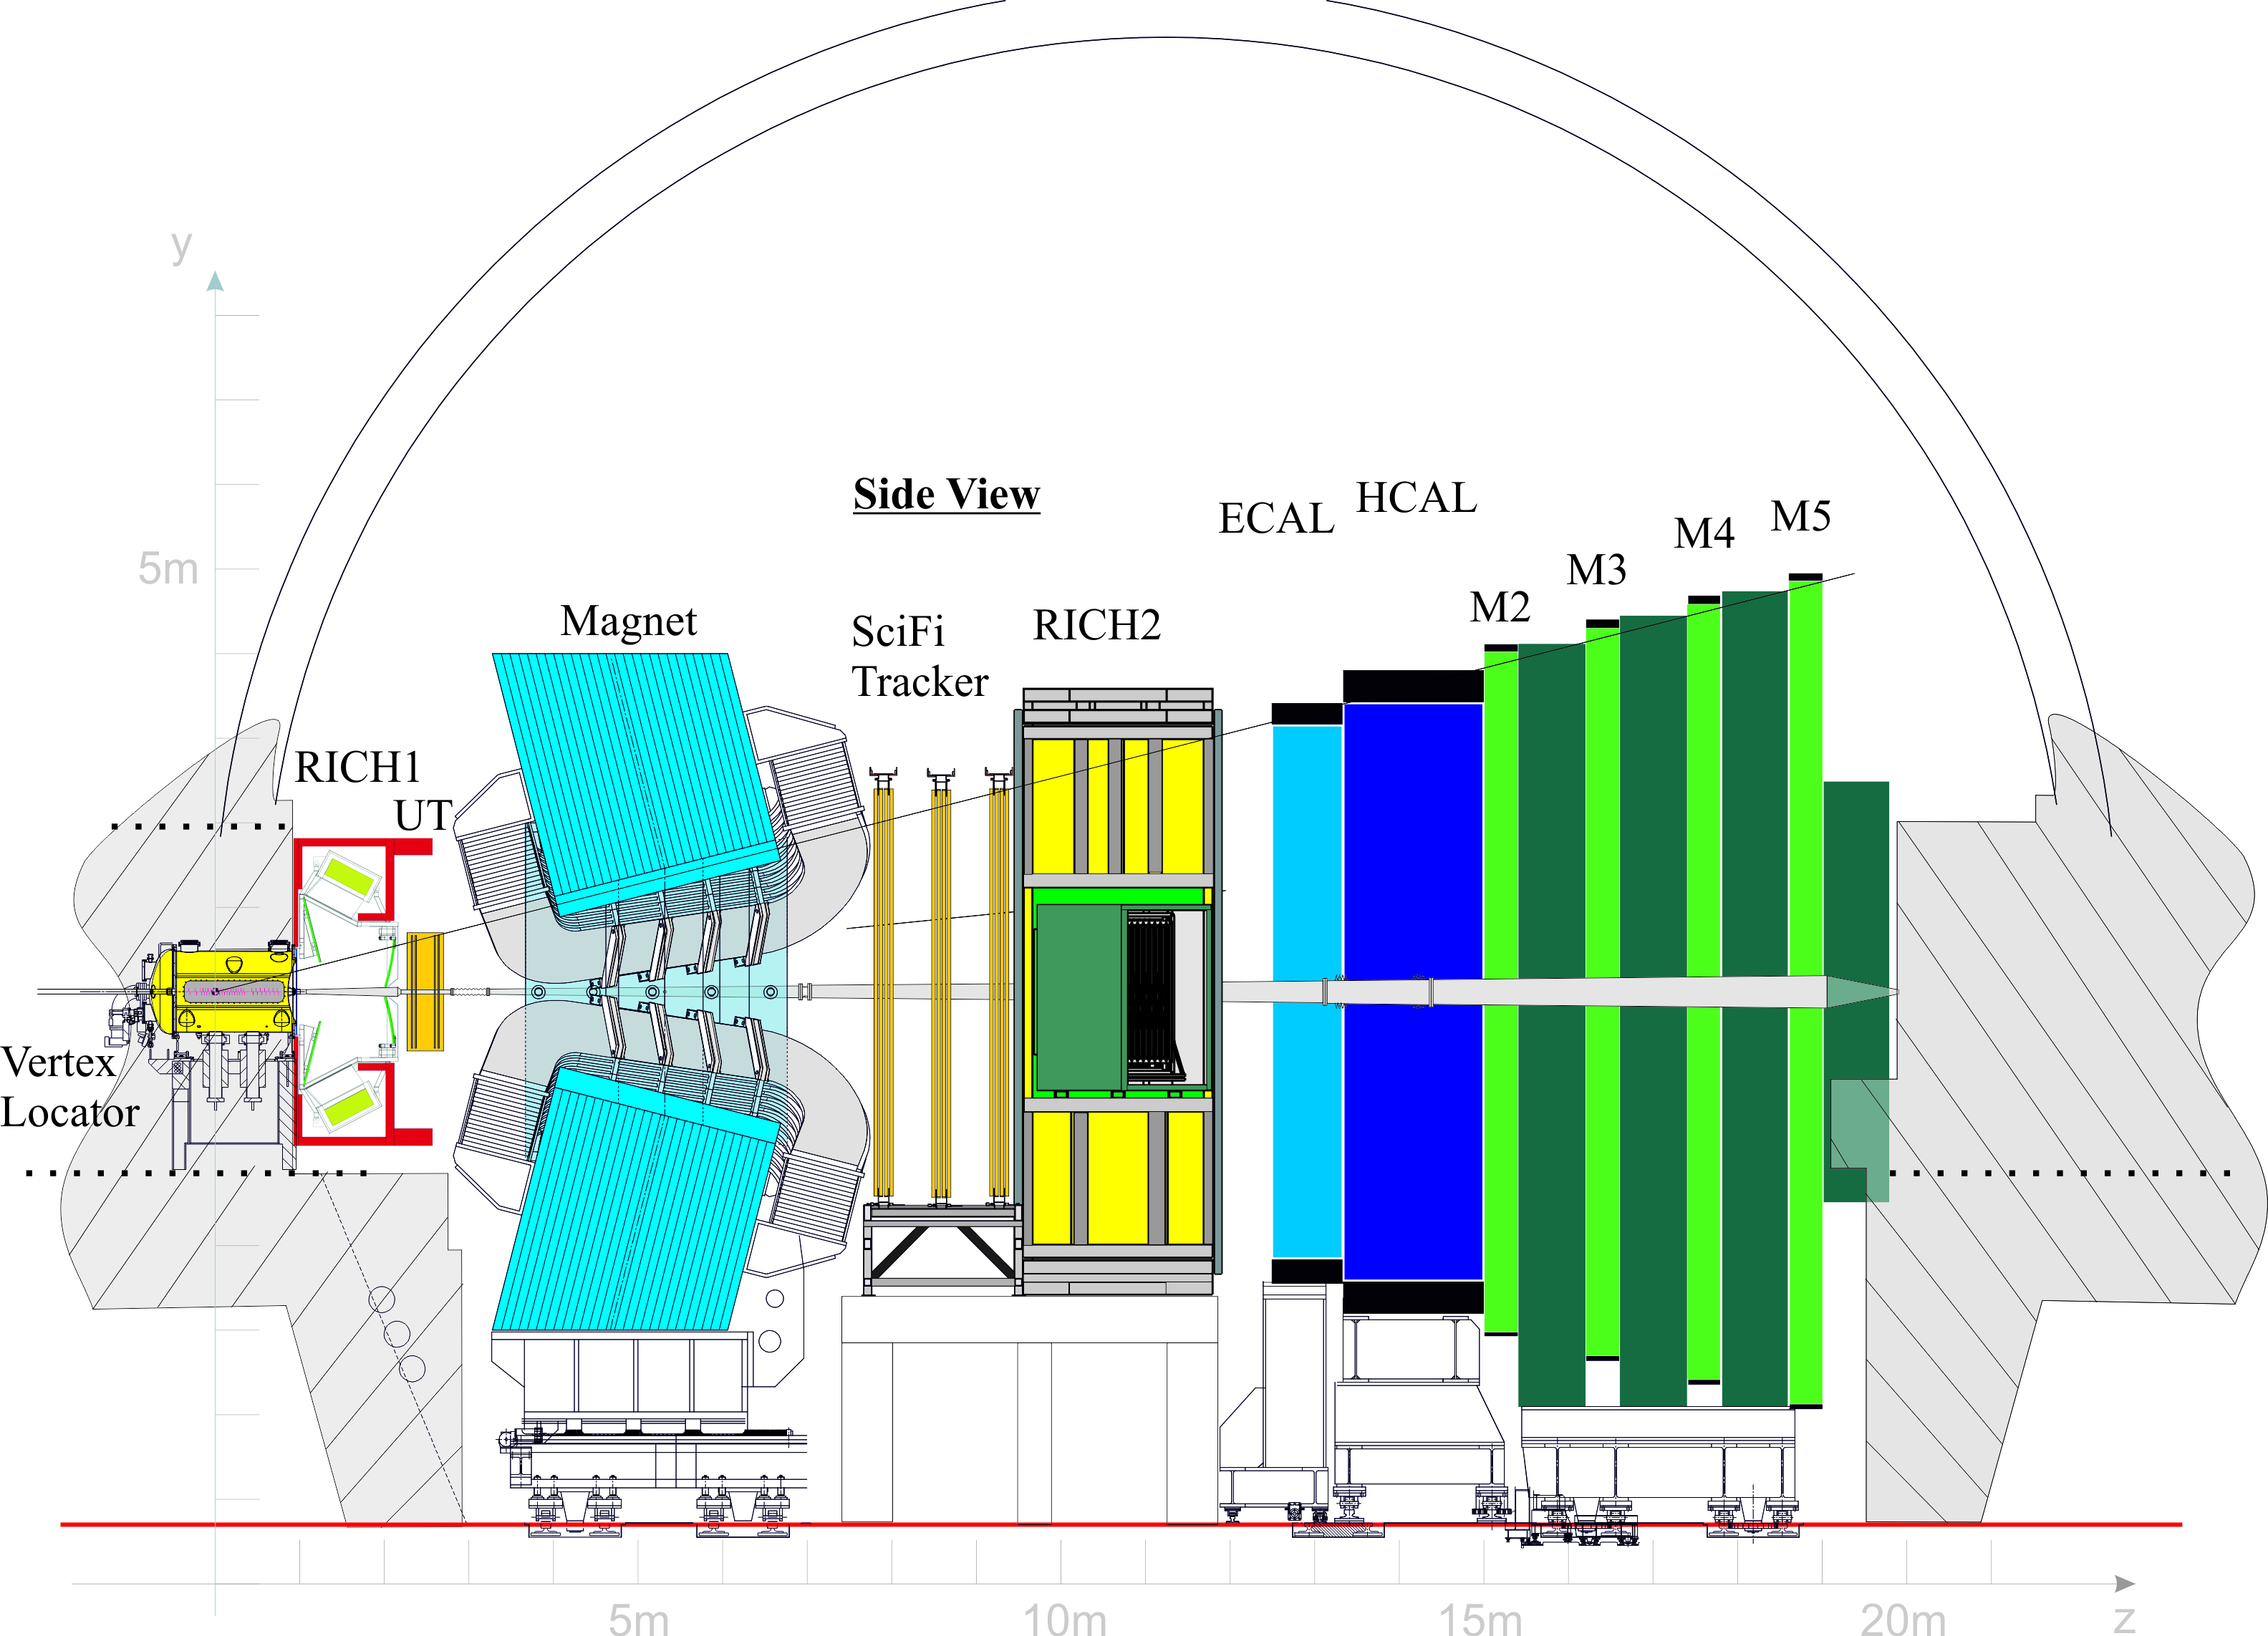 y
5m
Side View
ECAL
HCAL
M2
M3
M4
M5
Magnet
SciFi
Tracker
RICH2
RICH1
UT
Vertex
Locator
5m
10m
15m
20m
z